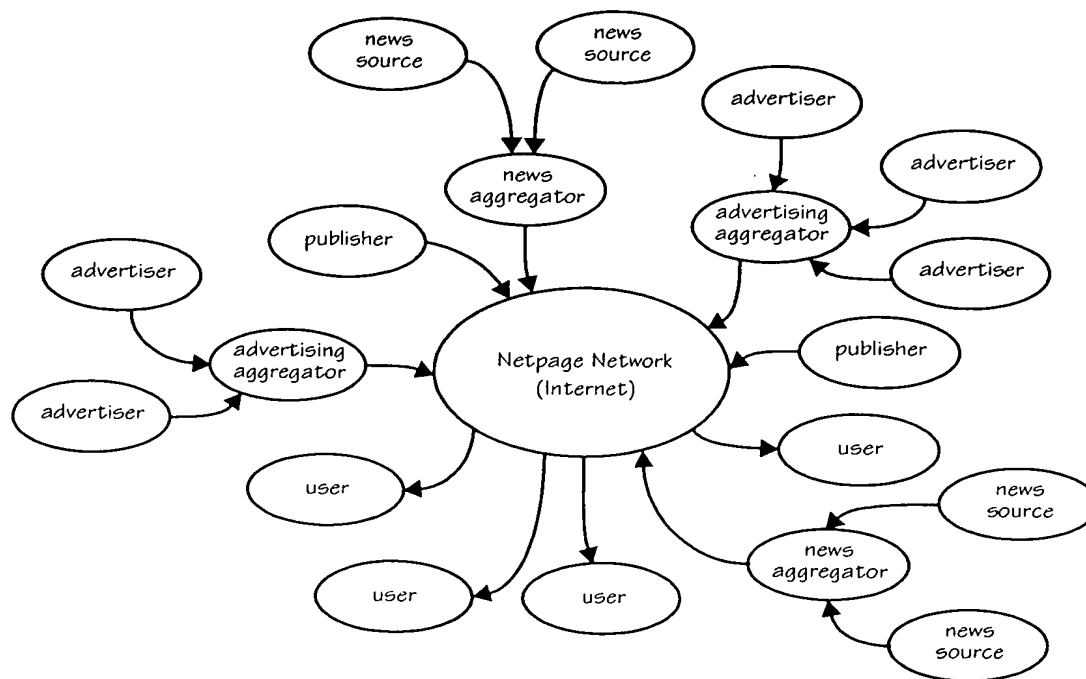 news
source
news
source
advertiser
advertiser
news
aggregator
advertising
aggregator
publisher
advertiser
advertiser
publisher
advertising
aggregator
Netpage Network
(Internet)
advertiser
user
user
news
source
news
aggregator
user
user
news
source